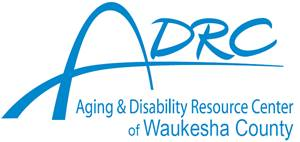 ADRC
Aging & Disability Resource Center
of Waukesha County